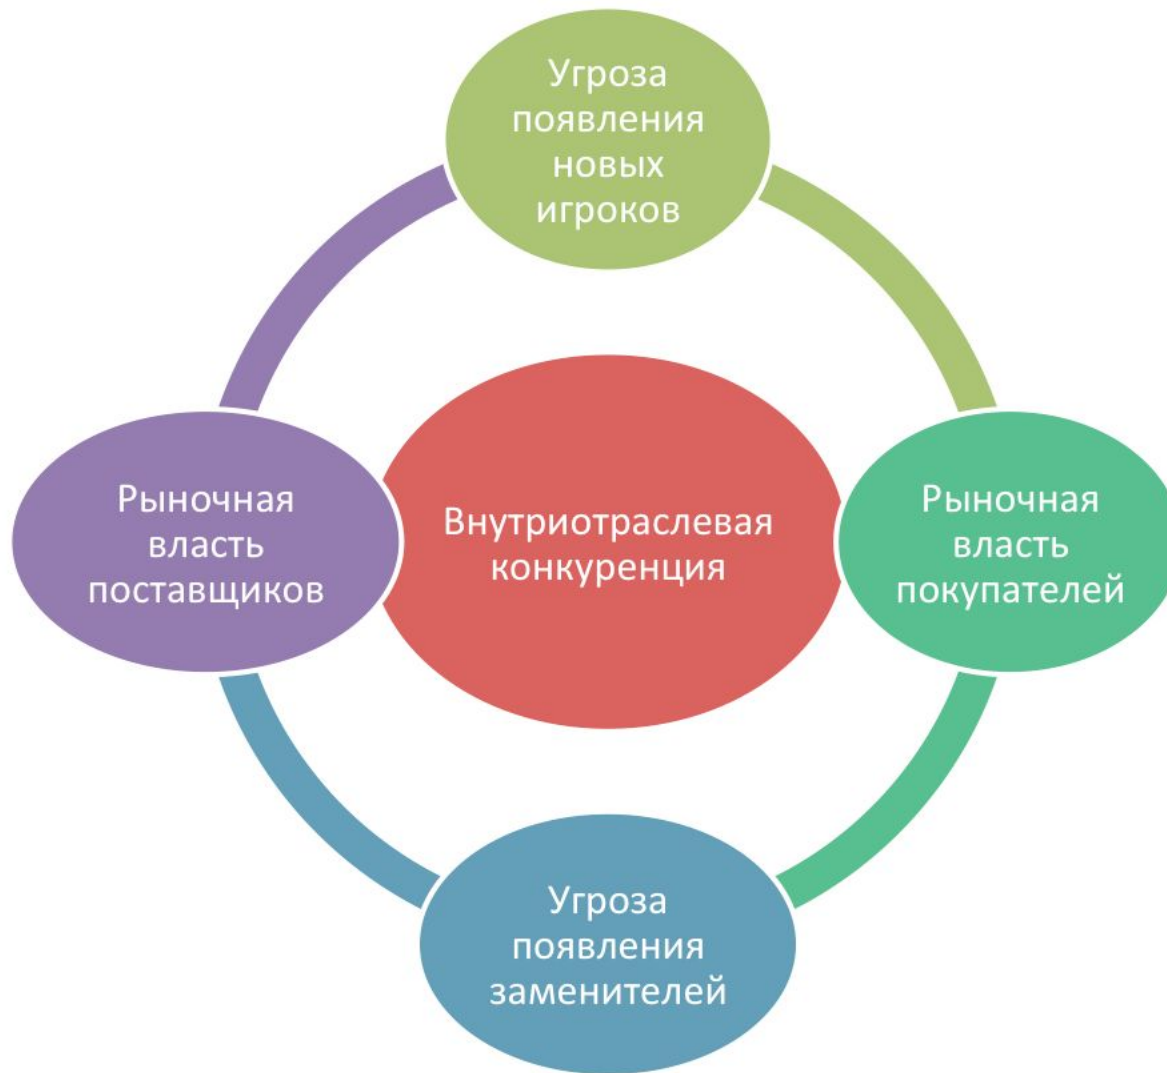 Угроза
появления
новых
игроков
Рыночная
власть
поставщиков
Внутриотраслевая
конкуренция
Рыночная
власть
покупателей
Угроза
появления
заменителей